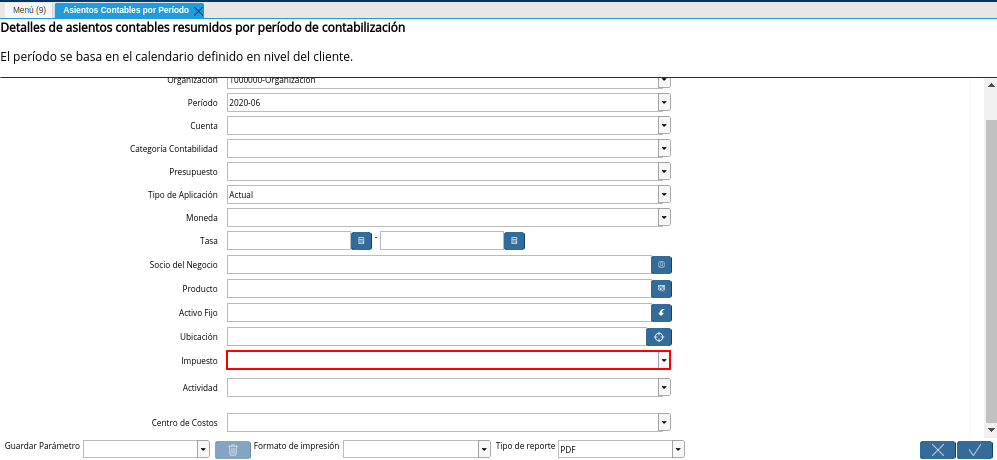 Menú (9) Asientos Contables por Período
Detalles de asientos contables resumidos por período de contabilización
El período se basa en el calendario definido en nivel del cliente.
Organización 1000000-Organización
Período 2020-06
Cuenta
Categoría Contabilidad
Presupuesto
Tipo de Aplicación Actual
Moneda
Tasa -
Socio del Negocio
Producto
Activo Fijo
Ubicación
Impuesto
Actividad
Centro de Costos
Guardar Parámetro Formato de impresión Tipo de reporte PDF